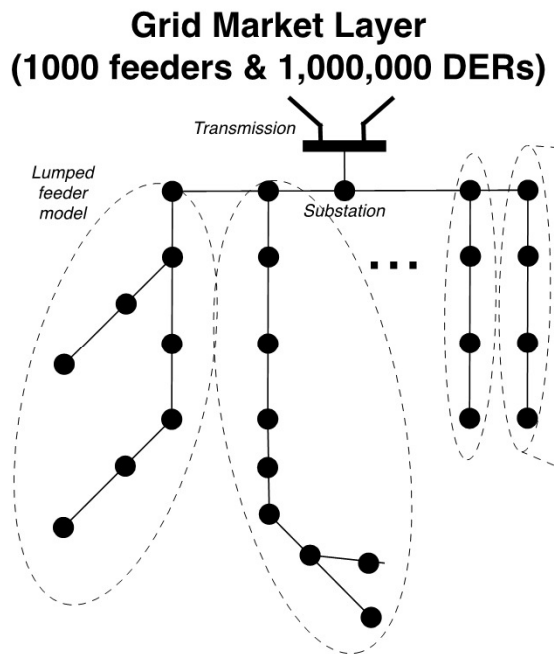 Grid Market Layer
(1000 feeders & 1,000,000 DERs)
Transmission
Lumped
feeder
model
Substation
...